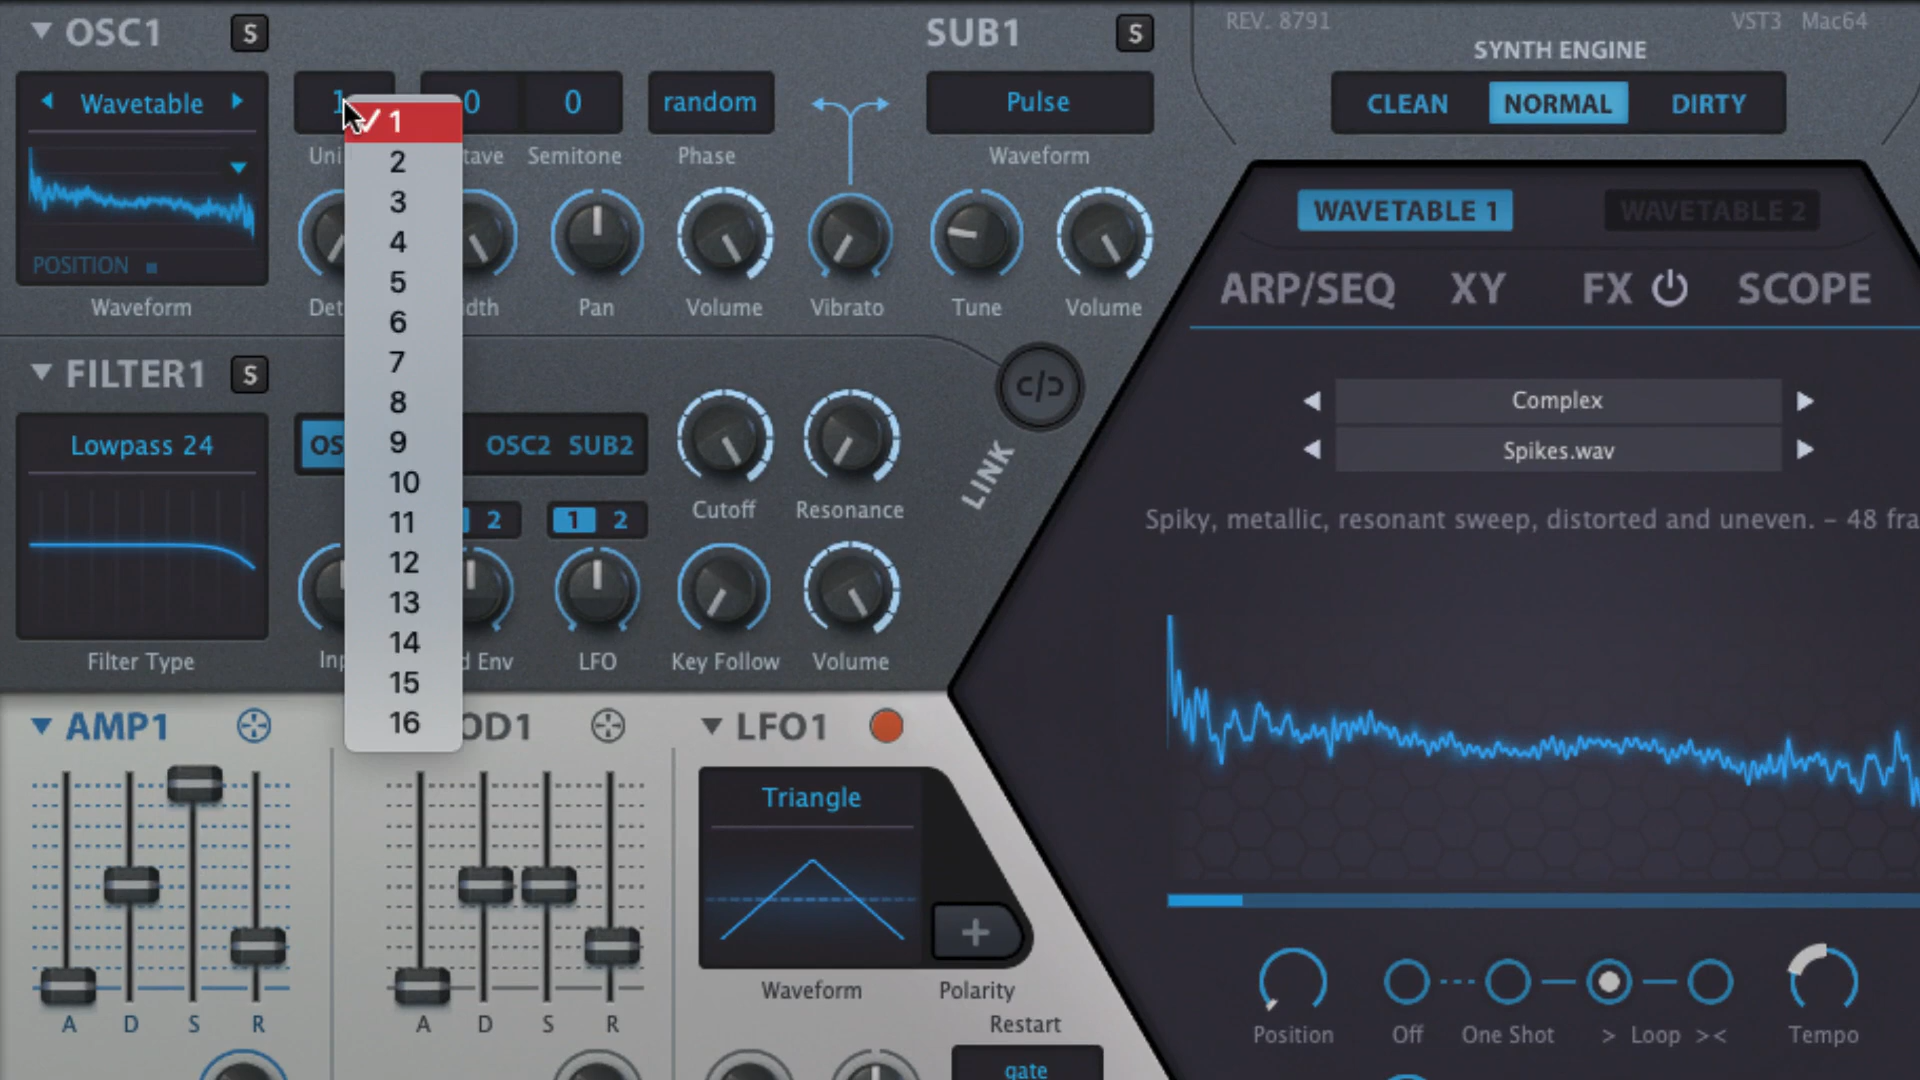 OSC1
S
SUB1
S
REV. 8791
VST3 Mac64
SYNTH ENGINE
CLEAN NORMAL DIRTY
Wavetable
1
0
0
random
Pulse
Uni
tave
Semitone
Phase
Waveform
POSITION
Waveform
Det
dth
Pan
Volume
Vibrato
Tune
Volume
✓ 1
2
3
4
5
6
7
8
9
10
11
12
13
14
15
16
WAVETABLE 1
WAVETABLE 2
ARP/SEQ XY FX SCOPE
FILTER1
S
Lowpass 24
Filter Type
OS
OSC2 SUB2
Cutoff
Resonance
LINK
2
1 2
Inp
d Env
LFO
Key Follow
Volume
Complex
Spikes.wav
Spiky, metallic, resonant sweep, distorted and uneven. – 48 fra
AMP1
OD1
LFO1
A D S R
A D S R
Triangle
Waveform
Polarity
Restart
gate
Position
Off
One Shot
> Loop ><
Tempo